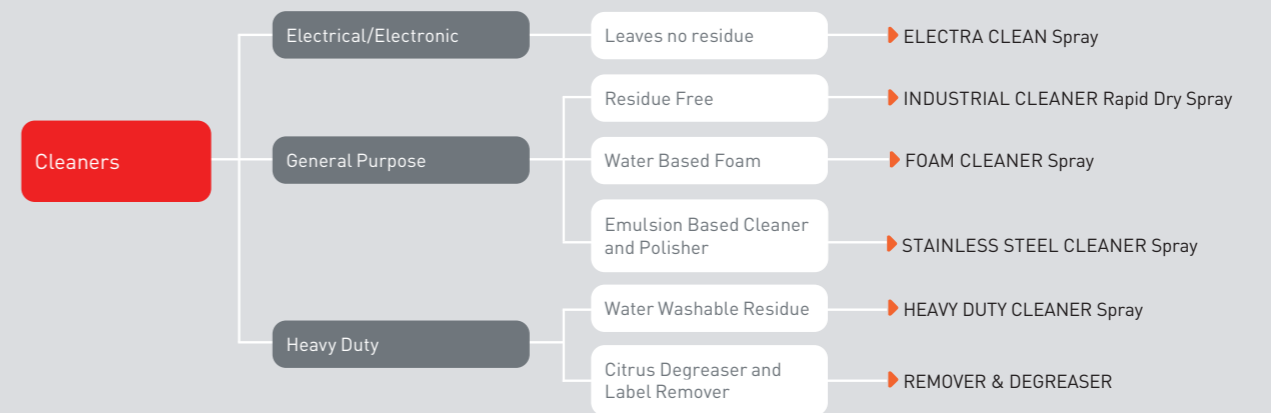 Cleaners
Electrical/Electronic
Leaves no residue
ELECTRA CLEAN Spray
General Purpose
Residue Free
INDUSTRIAL CLEANER Rapid Dry Spray
Water Based Foam
FOAM CLEANER Spray
Emulsion Based Cleaner
and Polisher
STAINLESS STEEL CLEANER Spray
Heavy Duty
Water Washable Residue
HEAVY DUTY CLEANER Spray
Citrus Degreaser and
Label Remover
REMOVER & DEGREASER